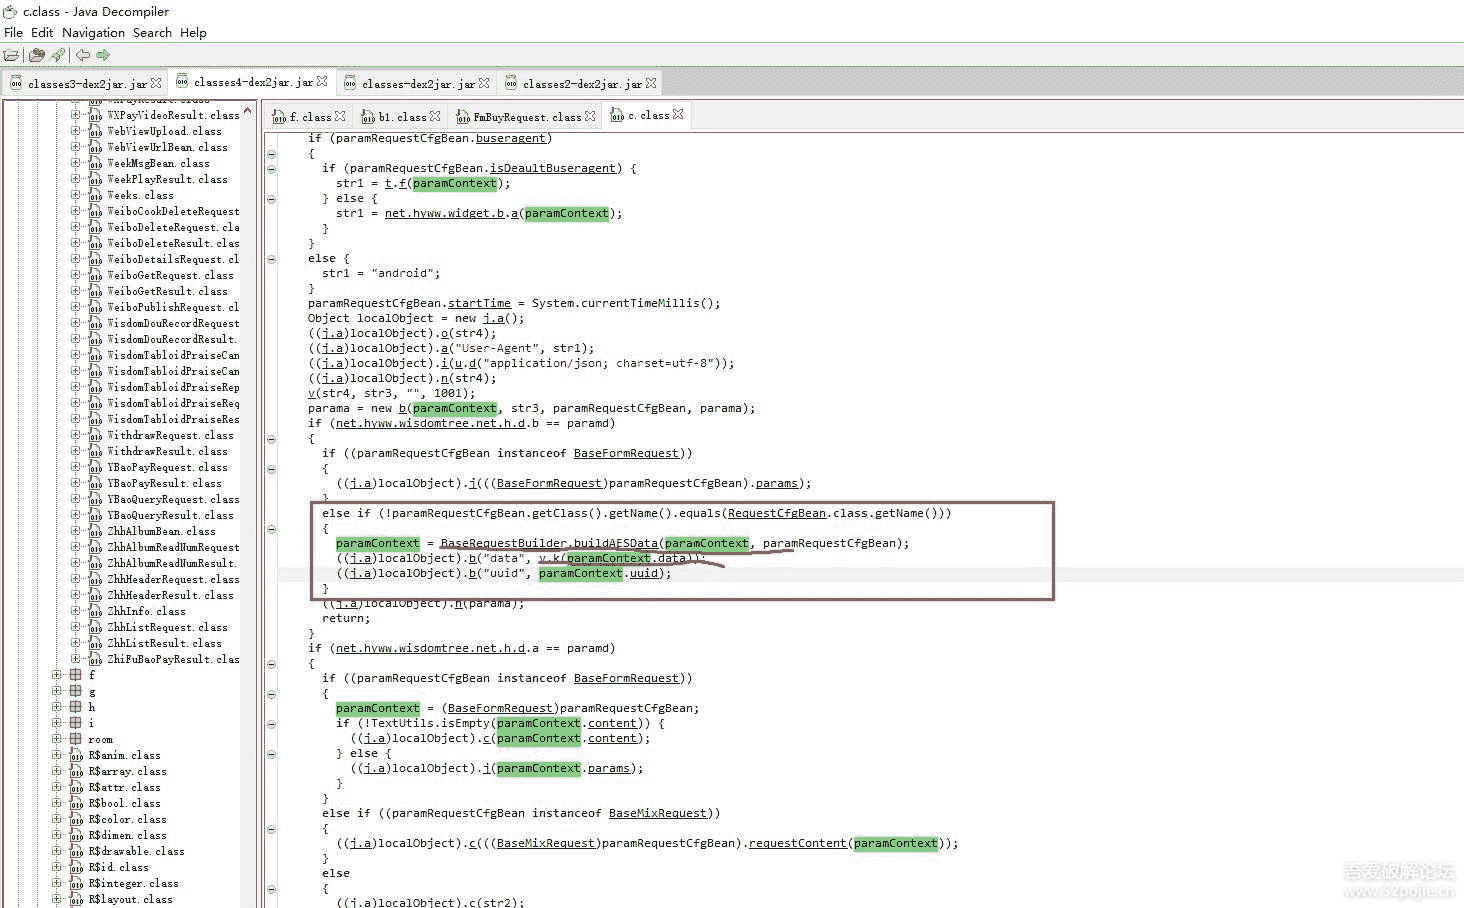 c.class - Java Decompiler
File Edit Navigation Search Help
classes3-dex2jar.jar classes4-dex2jar.jar classes-dex2jar.jar classes2-dex2jar.jar
WXPayVideoResult.class
WebViewUpload.class
WebViewUrlBean.class
WeekMsgBean.class
WeekPlayResult.class
Weeks.class
WeiboCookDeleteRequest
WeiboDeleteRequest.cla
WeiboDeleteResult.clas
WeiboDetailsRequest.cl
WeiboGetRequest.class
WeiboGetResult.class
WeiboPublishRequest.cl
WisdomDouRecordRequest
WisdomDouRecordResult.
WisdomTabloidPraiseCan
WisdomTabloidPraiseCan
WisdomTabloidPraiseRep
WisdomTabloidPraiseReq
WisdomTabloidPraiseRes
WithdrawRequest.class
WithdrawResult.class
YBaoPayRequest.class
YBaoPayResult.class
YBaoQueryRequest.class
YBaoQueryResult.class
ZhhAlbumBean.class
ZhhAlbumReadNumRequest
ZhhAlbumReadNumResult.
ZhhHeaderRequest.class
ZhhHeaderResult.class
ZhhInfo.class
ZhhListRequest.class
ZhhListResult.class
ZhiFuBaoPayResult.clas
f
g
h
i
room
R$anim.class
R$array.class
R$attr.class
R$bool.class
R$color.class
R$dimen.class
R$drawable.class
R$id.class
R$integer.class
R$layout.class
f.class b1.class FmBuyRequest.class c.class
if (paramRequestCfgBean.buseragent)
{
if (paramRequestCfgBean.isDeaultBuseragent) {
str1 = t.f(paramContext);
} else {
str1 = net.hyww.widget.b.a(paramContext);
}
}
else {
str1 = "android";
}
paramRequestCfgBean.startTime = System.currentTimeMillis();
Object localObject = new j.a();
((j.a)localObject).o(str4);
((j.a)localObject).a("User-Agent", str1);
((j.a)localObject).i(u.d("application/json; charset=utf-8"));
((j.a)localObject).n(str4);
v(str4, str3, "", 1001);
parama = new b(paramContext, str3, paramRequestCfgBean, parama);
if (net.hyww.wisdomtree.net.h.d.b == paramd)
{
if ((paramRequestCfgBean instanceof BaseFormRequest))
{
((j.a)localObject).j(((BaseFormRequest)paramRequestCfgBean).params);
}
else if (!paramRequestCfgBean.getClass().getName().equals(RequestCfgBean.class.getName()))
{
paramContext = BaseRequestBuilder.buildAESData(paramContext, paramRequestCfgBean);
((j.a)localObject).b("data", v.k(paramContext.data));
((j.a)localObject).b("uuid", paramContext.uuid);
}
((j.a)localObject).h(parama);
return;
}
if (net.hyww.wisdomtree.net.h.d.a == paramd)
{
if ((paramRequestCfgBean instanceof BaseFormRequest))
{
paramContext = (BaseFormRequest)paramRequestCfgBean;
if (!TextUtils.isEmpty(paramContext.content)) {
((j.a)localObject).c(paramContext.content);
} else {
((j.a)localObject).j(paramContext.params);
}
}
else if ((paramRequestCfgBean instanceof BaseMixRequest))
{
((j.a)localObject).c(((BaseMixRequest)paramRequestCfgBean).requestContent(paramContext));
}
else
{
((j.a)localObject).c(str2);
吾爱破解论坛
www.52pojie.cn